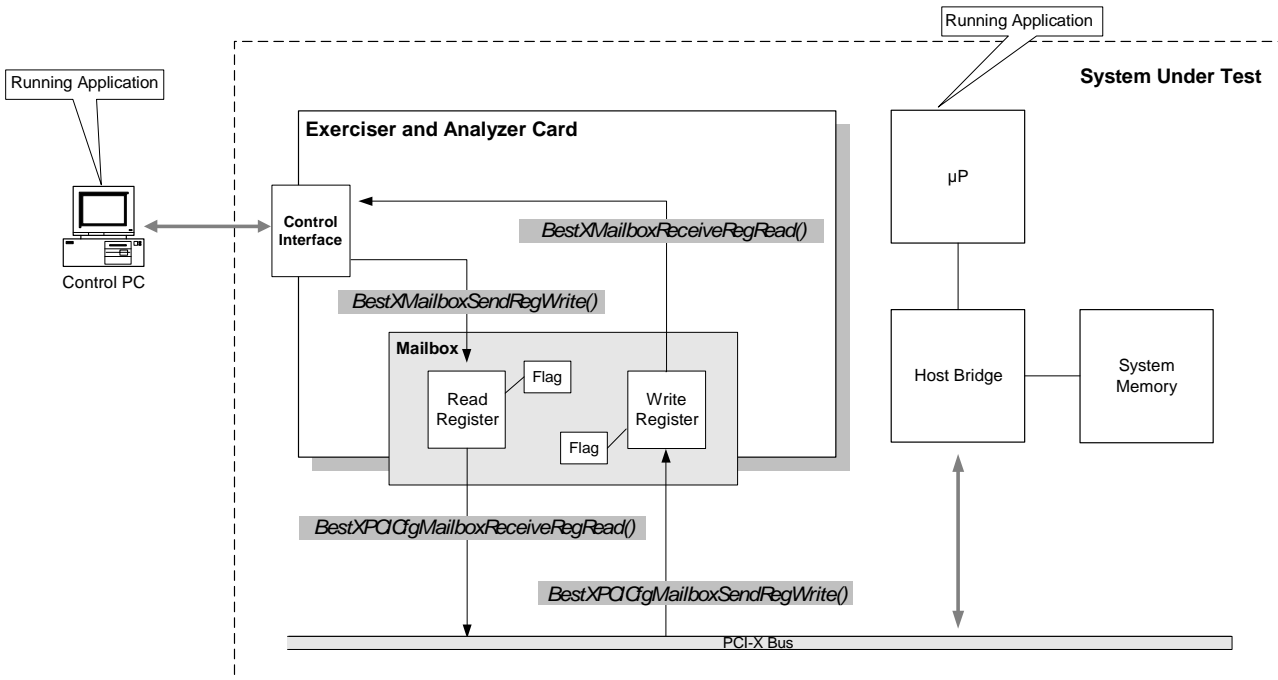 Running Application
System Under Test
Running Application
Exerciser and Analyzer Card
µP
Control
Interface
BestXMailboxReceiveRegRead()
Control PC
BestXMailboxSendRegWrite()
Mailbox
Flag
Read
Register
Write
Register
Flag
Host Bridge
System
Memory
BestXPCICfgMailboxReceiveRegRead()
BestXPCICfgMailboxSendRegWrite()
PCI-X Bus